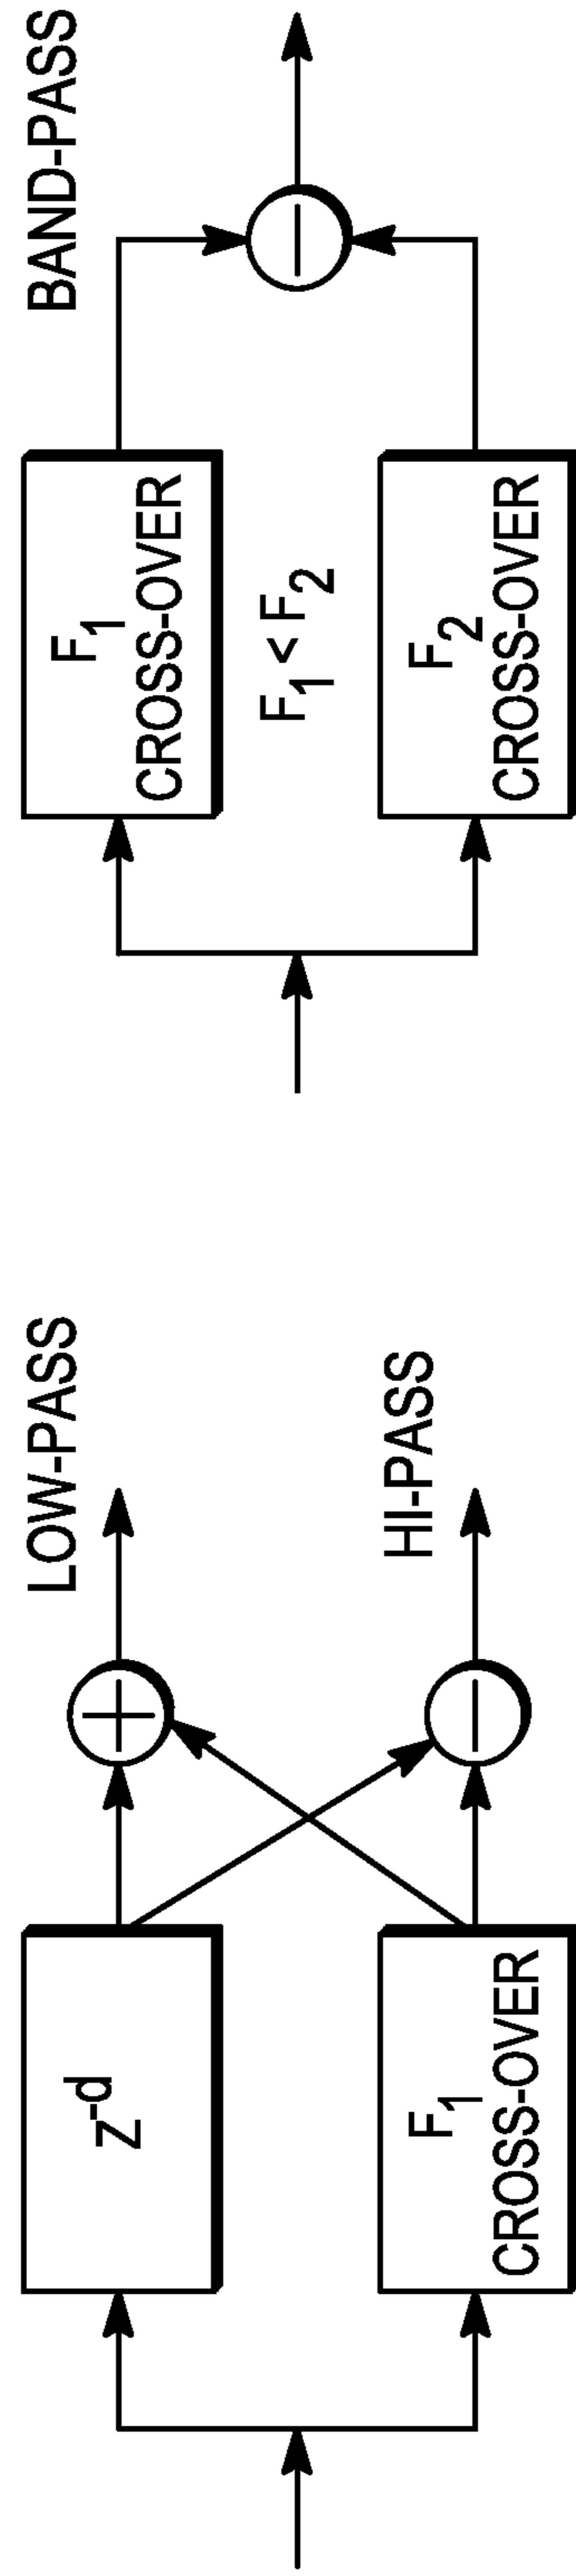 Z⁻ᵈ
F₁
CROSS-OVER
LOW-PASS
HI-PASS
F₁
CROSS-OVER
F₁ < F₂
F₂
CROSS-OVER
BAND-PASS